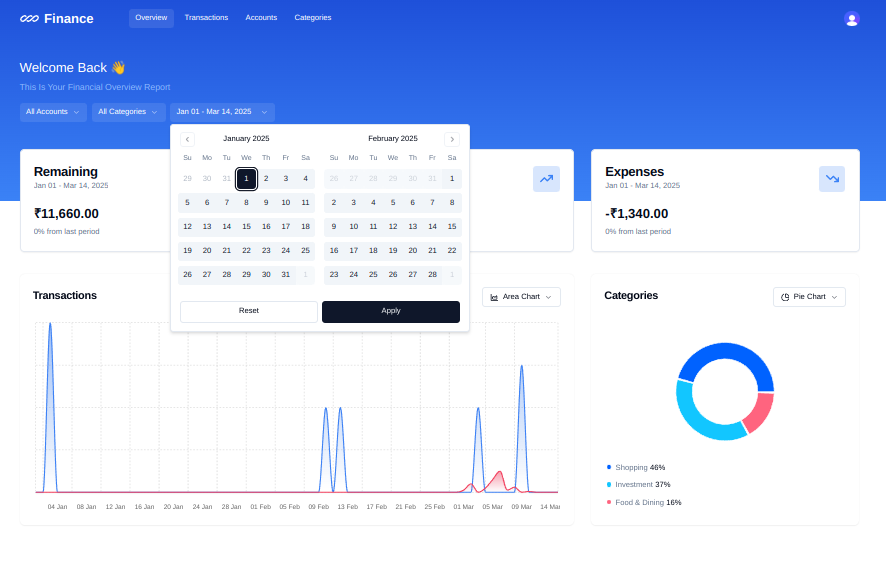 Finance Overview Transactions Accounts Categories
Welcome Back 👋
This Is Your Financial Overview Report
All Accounts All Categories Jan 01 - Mar 14, 2025
January 2025 February 2025
Su Mo Tu We Th Fr Sa Su Mo Tu We Th Fr Sa
29 30 31 1 2 3 4 26 27 28 29 30 31 1
5 6 7 8 9 10 11 2 3 4 5 6 7 8
12 13 14 15 16 17 18 9 10 11 12 13 14 15
19 20 21 22 23 24 25 16 17 18 19 20 21 22
26 27 28 29 30 31 1 23 24 25 26 27 28 1
Reset Apply
Remaining
Jan 01 - Mar 14, 2025
₹11,660.00
0% from last period
Expenses
Jan 01 - Mar 14, 2025
-₹1,340.00
0% from last period
Transactions Area Chart
04 Jan 08 Jan 12 Jan 16 Jan 20 Jan 24 Jan 28 Jan 01 Feb 05 Feb 09 Feb 13 Feb 17 Feb 21 Feb 25 Feb 01 Mar 05 Mar 09 Mar 14 Mar
Categories Pie Chart
Shopping 46%
Investment 37%
Food & Dining 16%